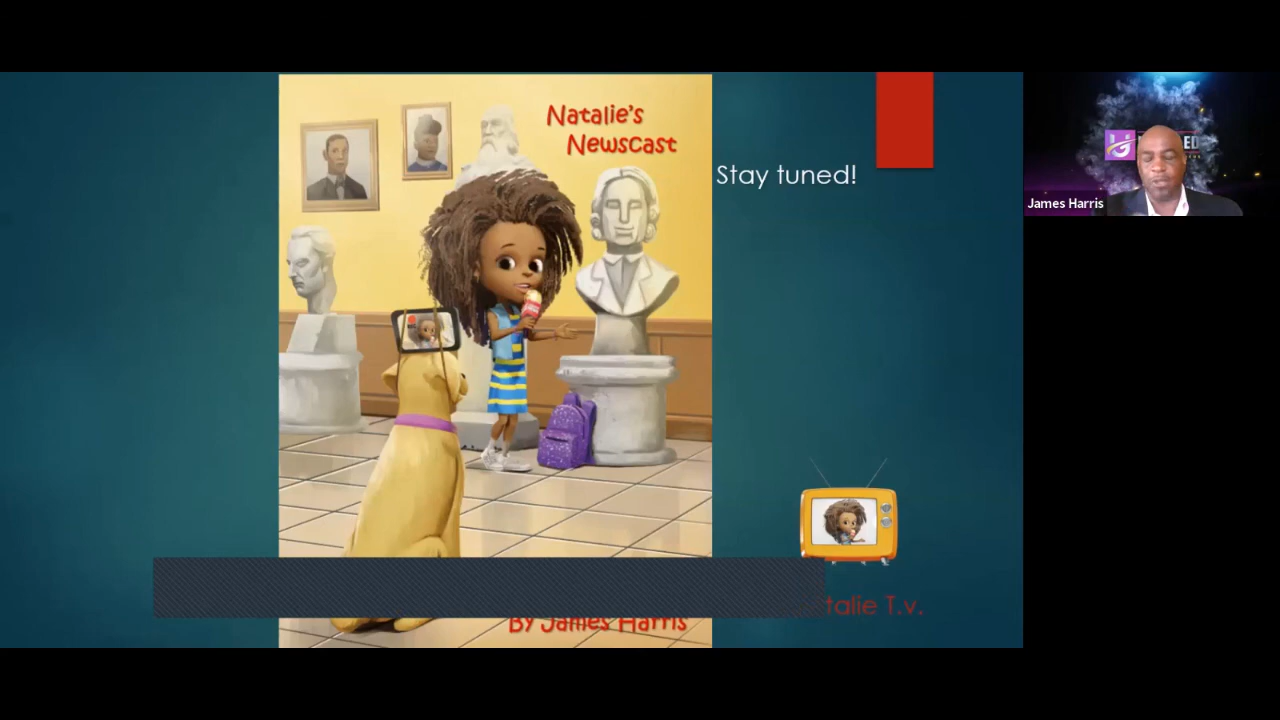 Natalie's
Newscast
Stay tuned!
James Harris
talie T.v.
By James Harris